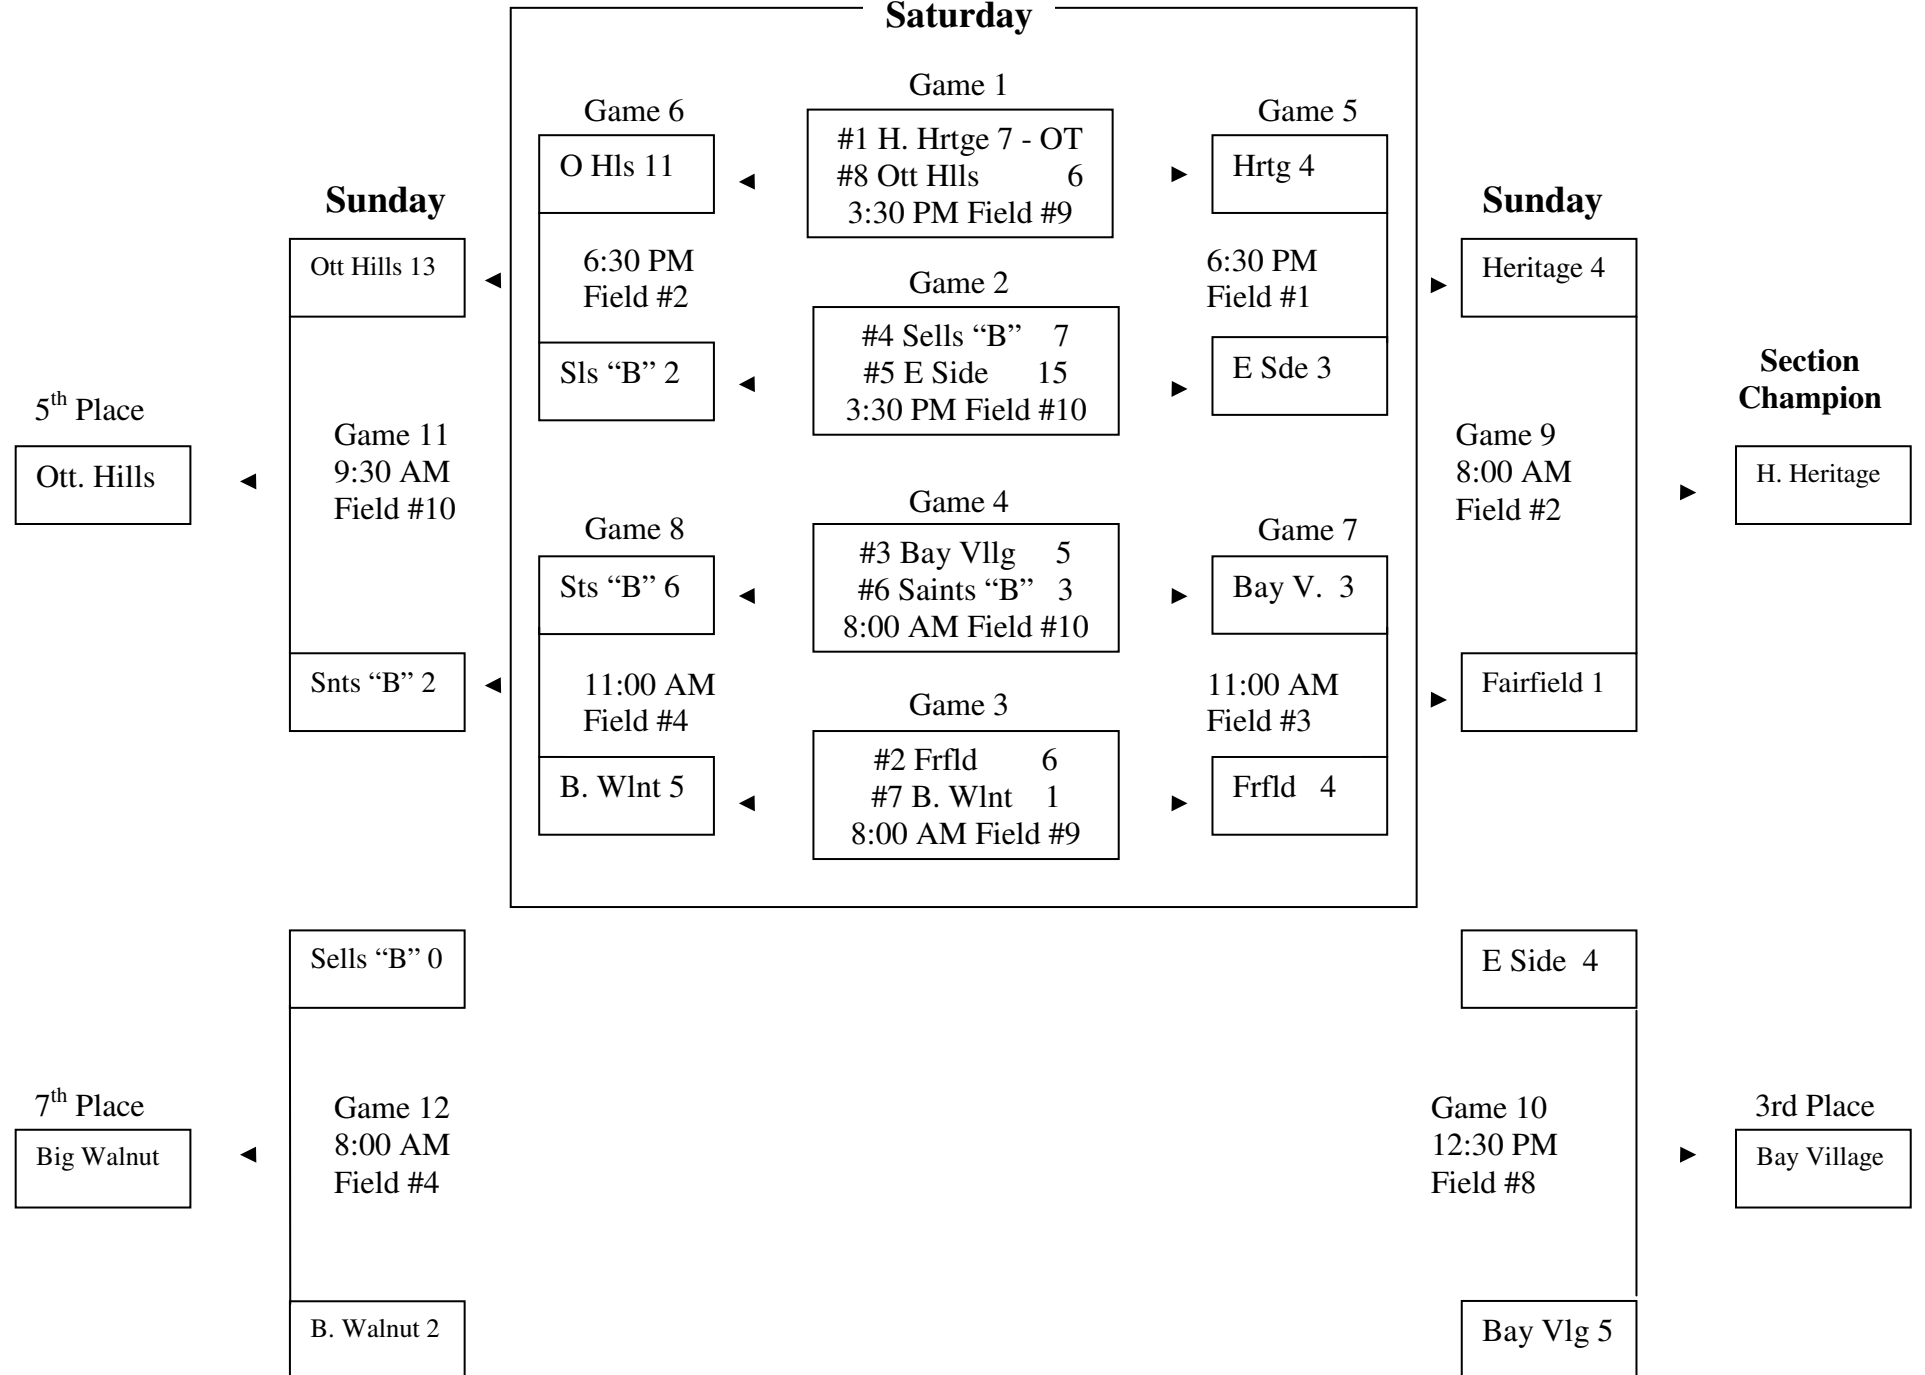 Saturday
Game 1
Game 6
Game 5
#1 H. Hrtge 7 - OT
#8 Ott Hlls 6
3:30 PM Field #9
O Hls 11
Hrtg 4
Sunday
Sunday
Ott Hills 13
6:30 PM
Field #2
Game 2
6:30 PM
Field #1
Heritage 4
#4 Sells “B” 7
#5 E Side 15
3:30 PM Field #10
Sls “B” 2
E Sde 3
Section
Champion
5th Place
Ott. Hills
Game 11
9:30 AM
Field #10
Game 9
8:00 AM
Field #2
H. Heritage
Game 4
Game 8
Game 7
#3 Bay Vllg 5
#6 Saints “B” 3
8:00 AM Field #10
Sts “B” 6
Bay V. 3
Snts “B” 2
11:00 AM
Field #4
Game 3
11:00 AM
Field #3
Fairfield 1
#2 Frfld 6
#7 B. Wlnt 1
8:00 AM Field #9
B. Wlnt 5
Frfld 4
Sells “B” 0
E Side 4
7th Place
Big Walnut
Game 12
8:00 AM
Field #4
Game 10
12:30 PM
Field #8
3rd Place
Bay Village
B. Walnut 2
Bay Vlg 5